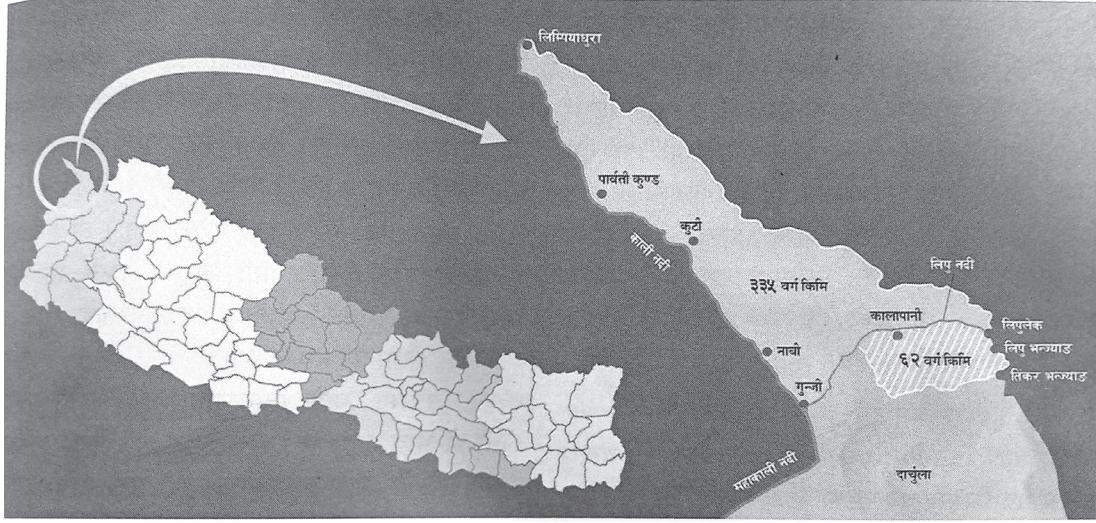 लिम्पियाधुरा
पार्वती कुण्ड
कुटी
काली नदी
लिपु नदी
३३५ वर्ग किमि
कालापानी
लिपुलेक
लिपु भन्ज्याङ
६२ वर्ग किमि
तिंकर भन्ज्याङ
नाबी
गुन्जी
महाकाली नदी
दार्चुला